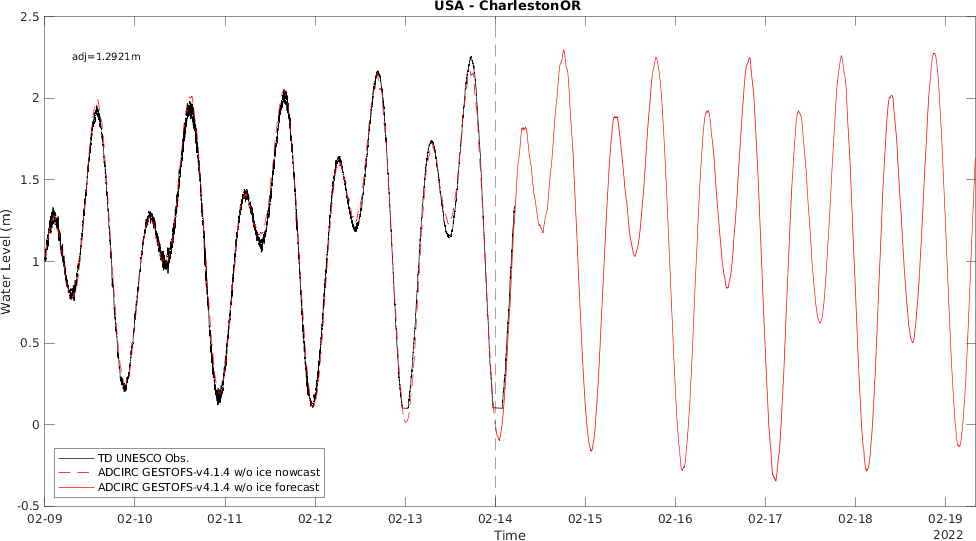 USA - CharlestonOR
adj=1.2921m
Water Level (m)
2.5
2
1.5
1
0.5
0
-0.5
TD UNESCO Obs.
ADCIRC GESTOFS-v4.1.4 w/o ice nowcast
ADCIRC GESTOFS-v4.1.4 w/o ice forecast
02-09 02-10 02-11 02-12 02-13 02-14 02-15 02-16 02-17 02-18 02-19
Time
2022